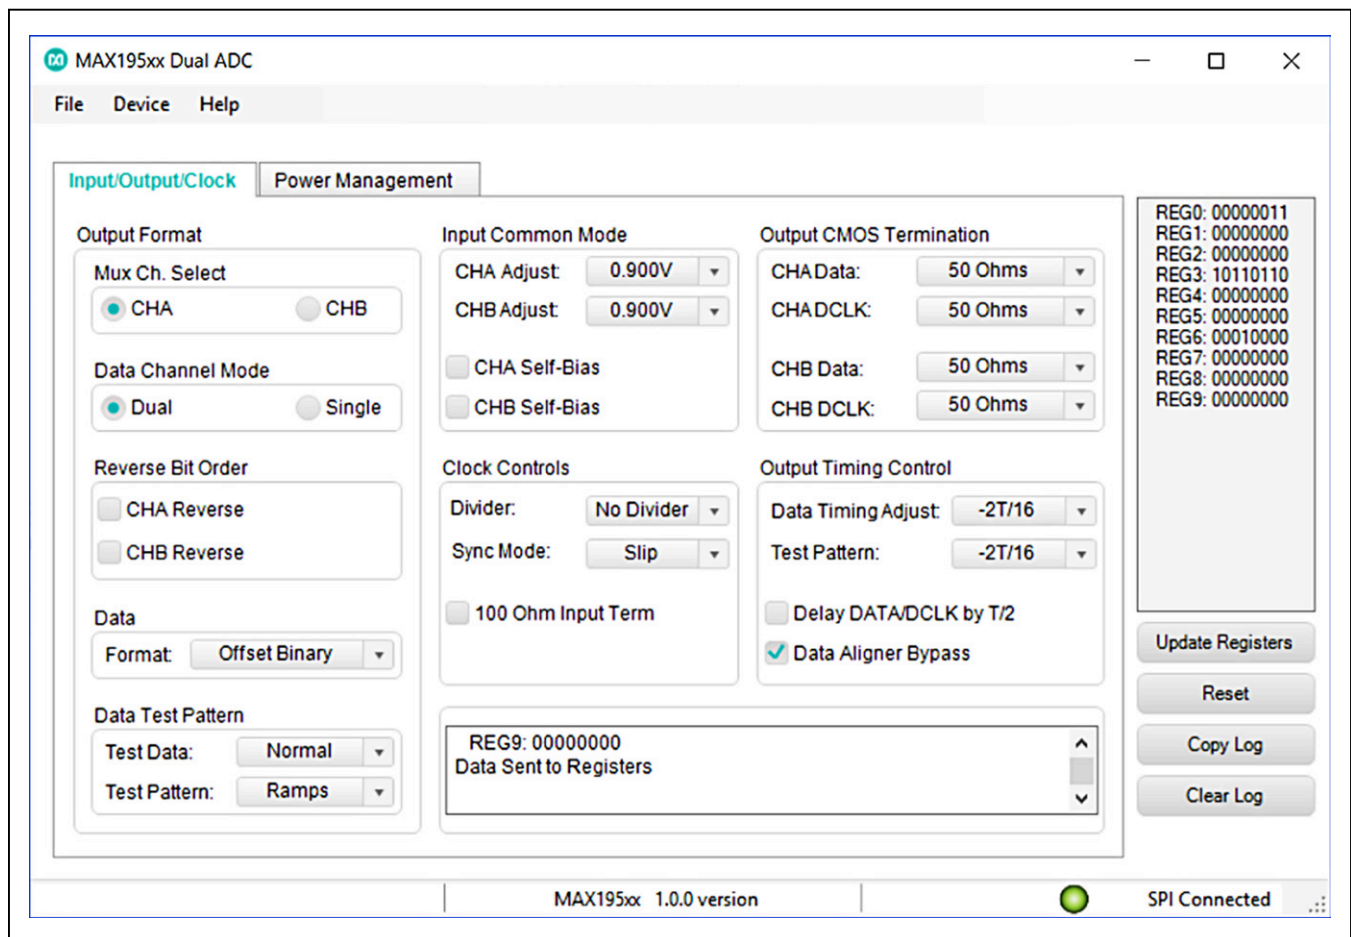 MAX195xx Dual ADC
File Device Help
Input/Output/Clock Power Management
Output Format
Mux Ch. Select
CHA CHB
Data Channel Mode
Dual Single
Reverse Bit Order
CHA Reverse
CHB Reverse
Data
Format: Offset Binary
Data Test Pattern
Test Data: Normal
Test Pattern: Ramps
Input Common Mode
CHA Adjust: 0.900V
CHB Adjust: 0.900V
CHA Self-Bias
CHB Self-Bias
Clock Controls
Divider: No Divider
Sync Mode: Slip
100 Ohm Input Term
Output CMOS Termination
CHA Data: 50 Ohms
CHA DCLK: 50 Ohms
CHB Data: 50 Ohms
CHB DCLK: 50 Ohms
Output Timing Control
Data Timing Adjust: -2T/16
Test Pattern: -2T/16
Delay DATA/DCLK by T/2
Data Aligner Bypass
REG9: 00000000
Data Sent to Registers
REG0: 00000011
REG1: 00000000
REG2: 00000000
REG3: 10110110
REG4: 00000000
REG5: 00000000
REG6: 00010000
REG7: 00000000
REG8: 00000000
REG9: 00000000
Update Registers
Reset
Copy Log
Clear Log
MAX195xx 1.0.0 version
SPI Connected